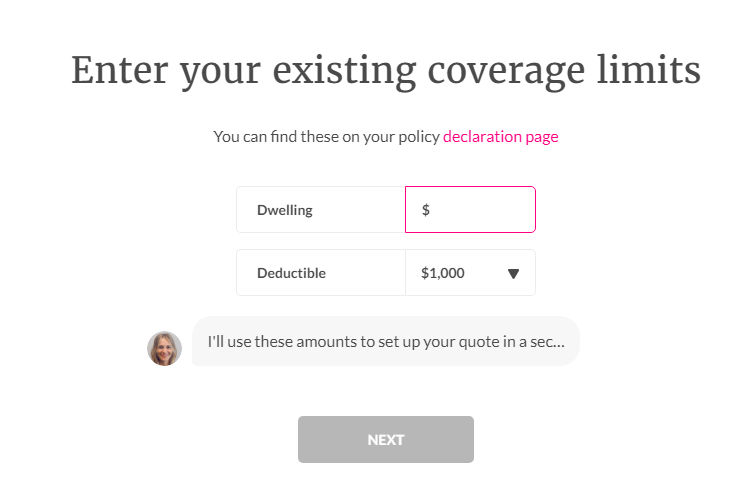 Enter your existing coverage limits
You can find these on your policy declaration page
Dwelling $
Deductible $1,000
I'll use these amounts to set up your quote in a sec...
NEXT